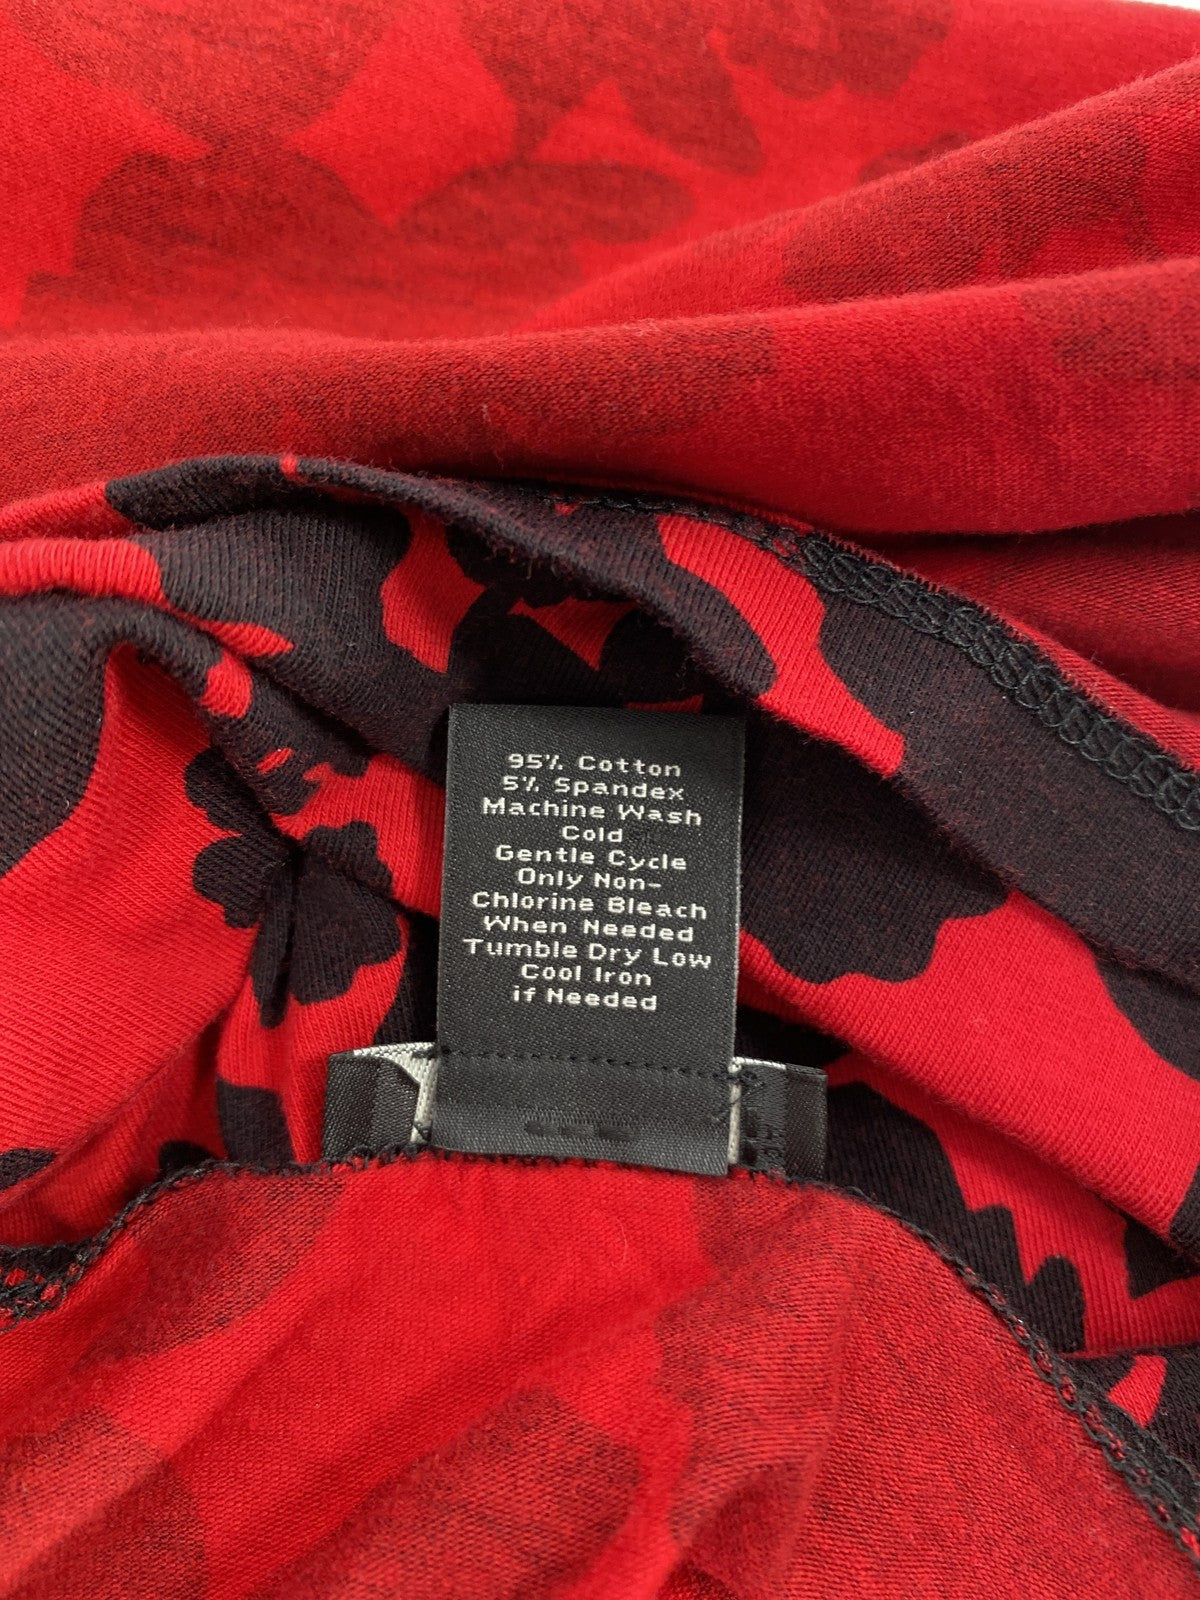 95% Cotton
5% Spandex
Machine Wash
Cold
Gentle Cycle
Only Non-
Chlorine Bleach
When Needed
Tumble Dry Low
Cool Iron
if Needed